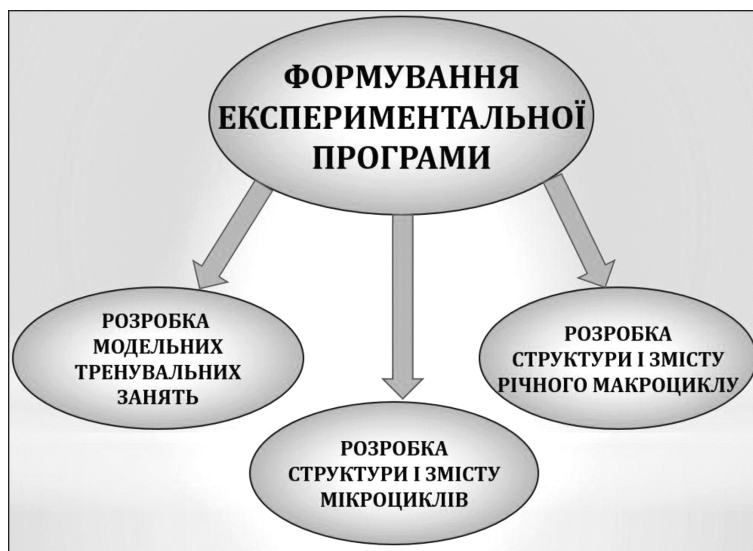 ФОРМУВАННЯ
ЕКСПЕРИМЕНТАЛЬНОЇ
ПРОГРАМИ
РОЗРОБКА
МОДЕЛЬНИХ
ТРЕНУВАЛЬНИХ
ЗАНЯТЬ
РОЗРОБКА
СТРУКТУРИ І ЗМІСТУ
МІКРОЦИКЛІВ
РОЗРОБКА
СТРУКТУРИ І ЗМІСТУ
РІЧНОГО МАКРОЦИКЛУ